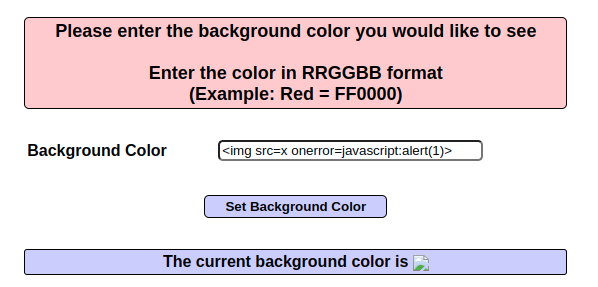 Please enter the background color you would like to see
Enter the color in RRGGBB format
(Example: Red = FF0000)
Background Color <img src=x onerror=javascript:alert(1)>
Set Background Color
The current background color is